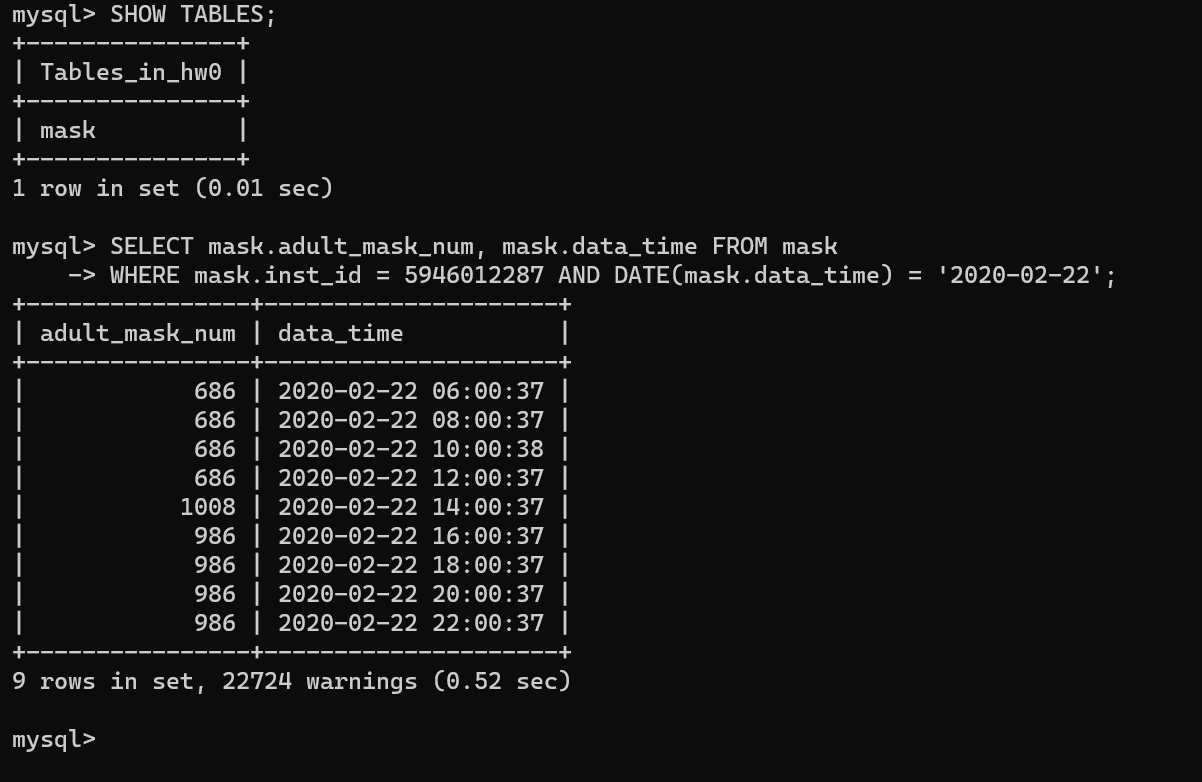 mysql> SHOW TABLES;
+---------------+
| Tables_in_hw0 |
+---------------+
| mask          |
+---------------+
1 row in set (0.01 sec)

mysql> SELECT mask.adult_mask_num, mask.data_time FROM mask
    -> WHERE mask.inst_id = 5946012287 AND DATE(mask.data_time) = '2020-02-22';
+----------------+---------------------+
| adult_mask_num | data_time           |
+----------------+---------------------+
|            686 | 2020-02-22 06:00:37 |
|            686 | 2020-02-22 08:00:37 |
|            686 | 2020-02-22 10:00:38 |
|            686 | 2020-02-22 12:00:37 |
|           1008 | 2020-02-22 14:00:37 |
|            986 | 2020-02-22 16:00:37 |
|            986 | 2020-02-22 18:00:37 |
|            986 | 2020-02-22 20:00:37 |
|            986 | 2020-02-22 22:00:37 |
+----------------+---------------------+
9 rows in set, 22724 warnings (0.52 sec)

mysql>